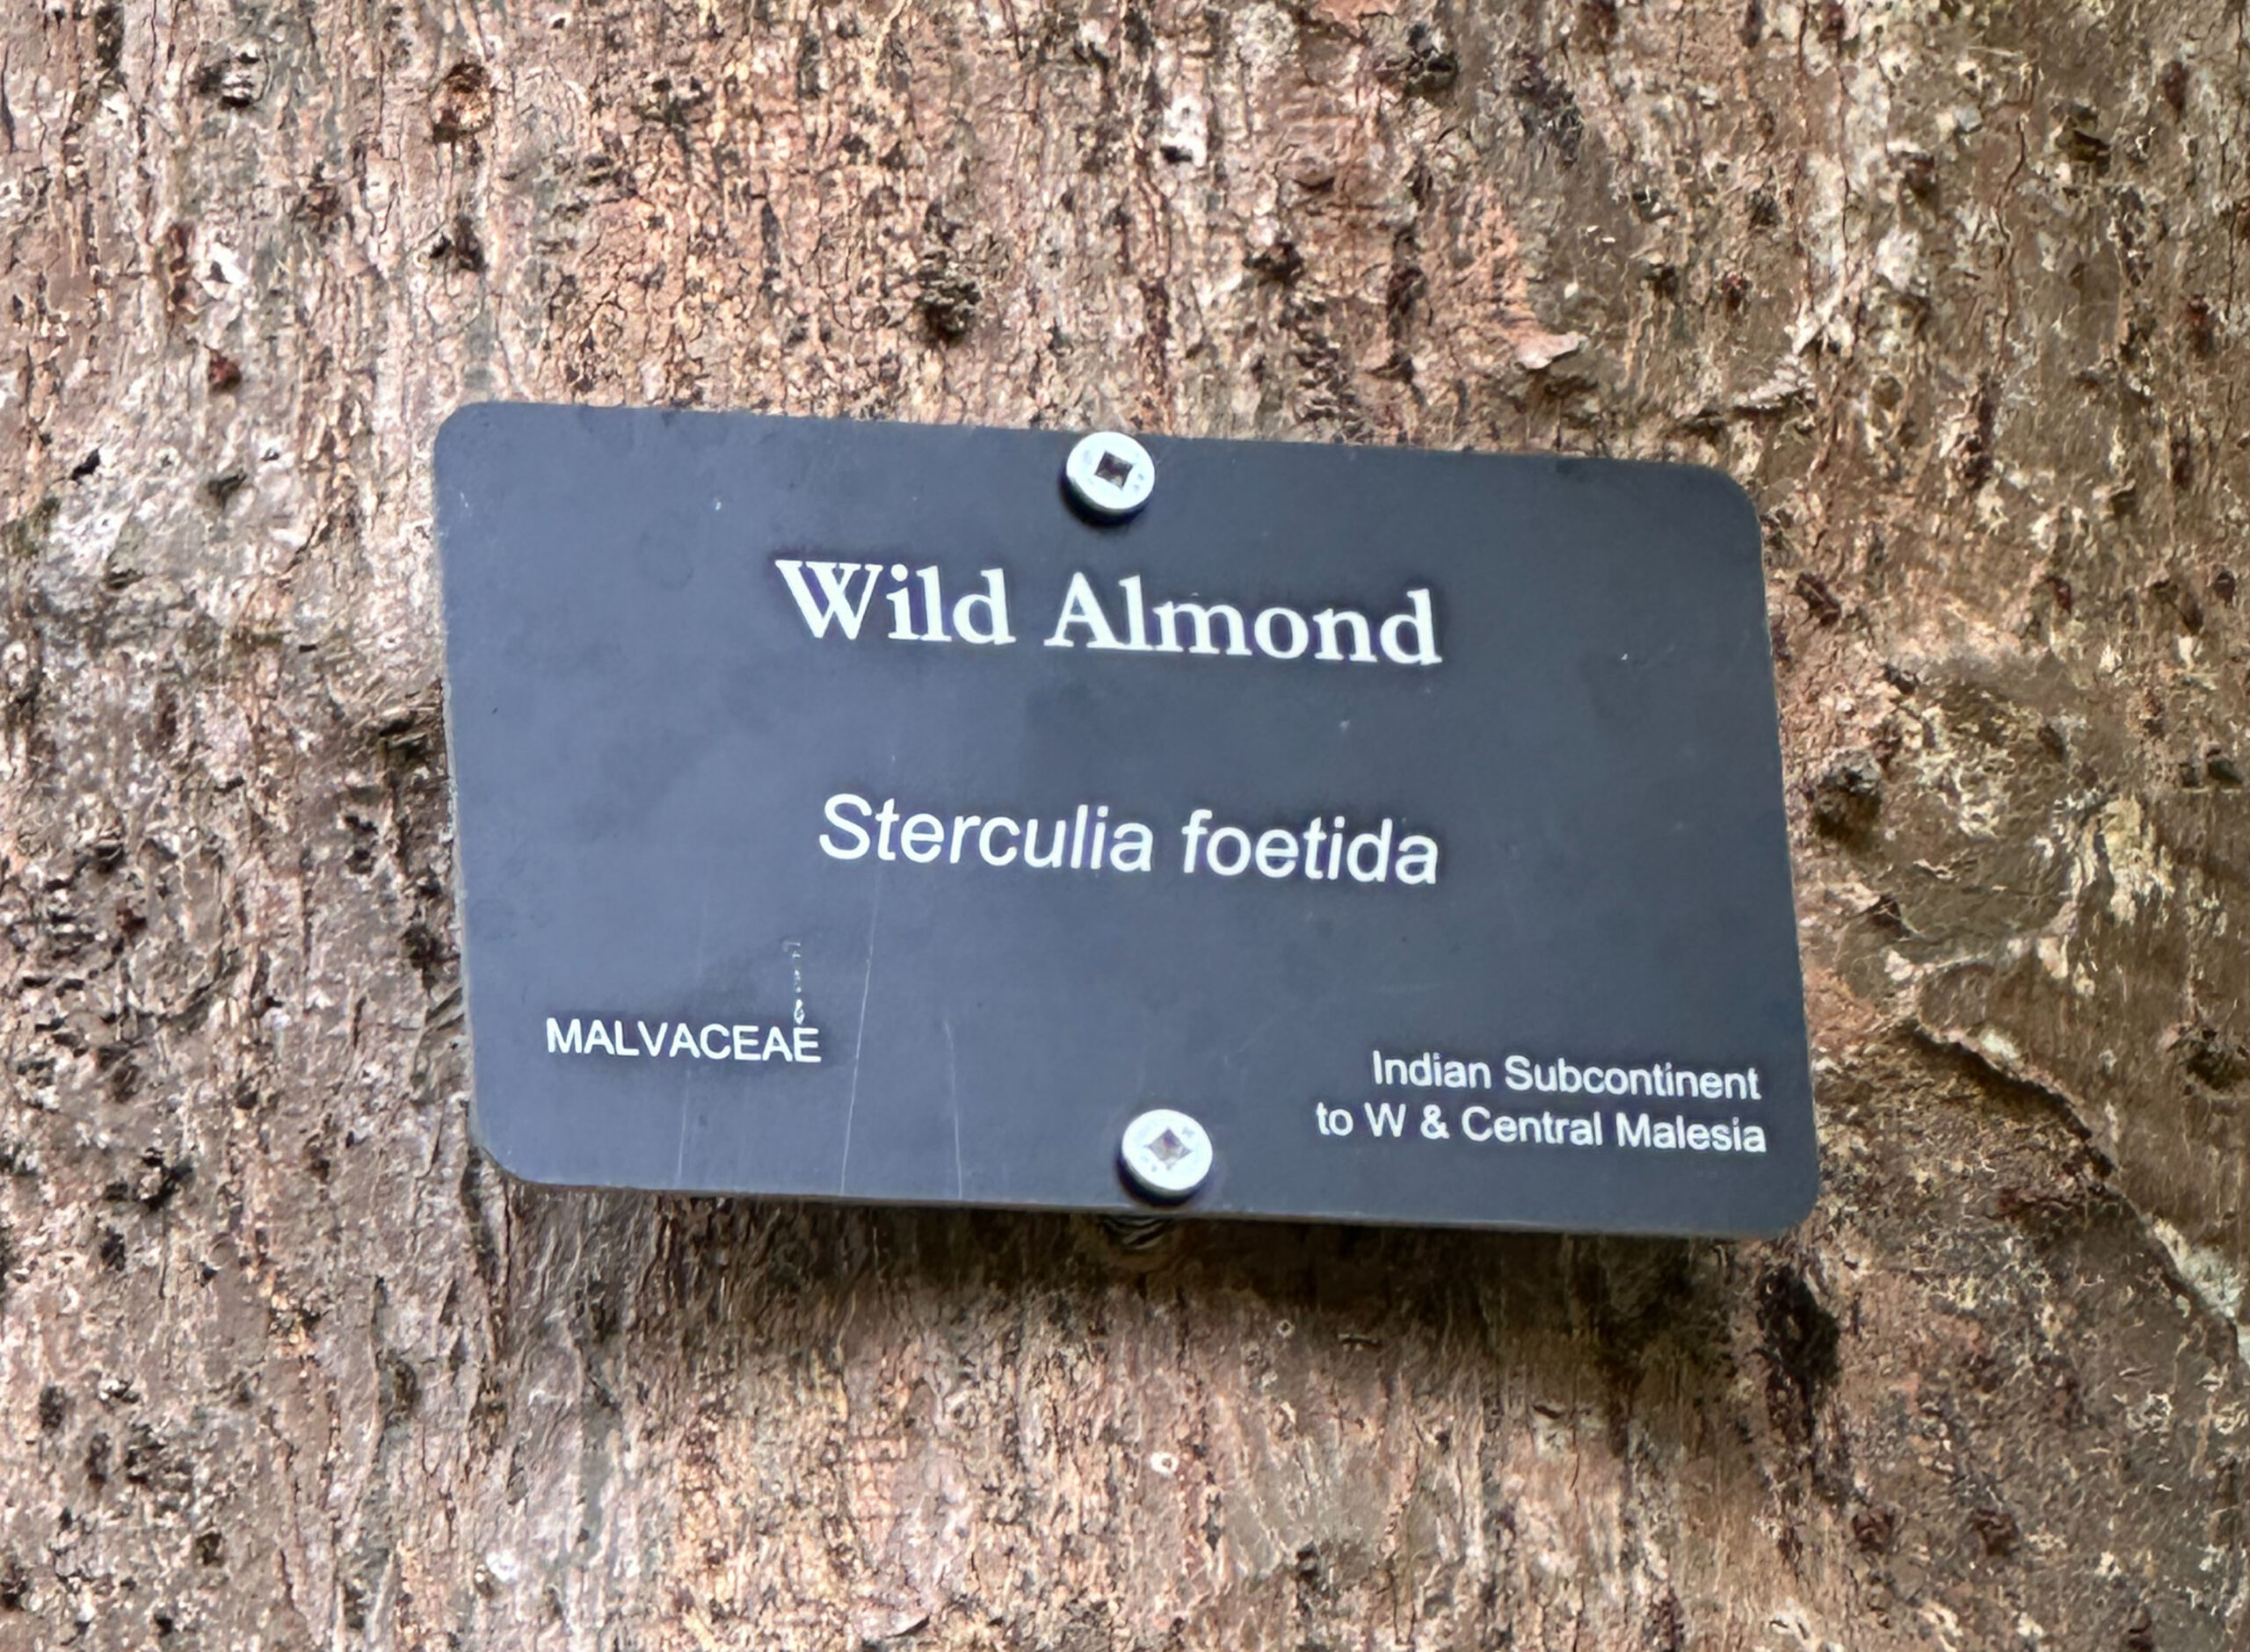 Wild Almond
Sterculia foetida
MALVACEAE
Indian Subcontinent
to W & Central Malesia